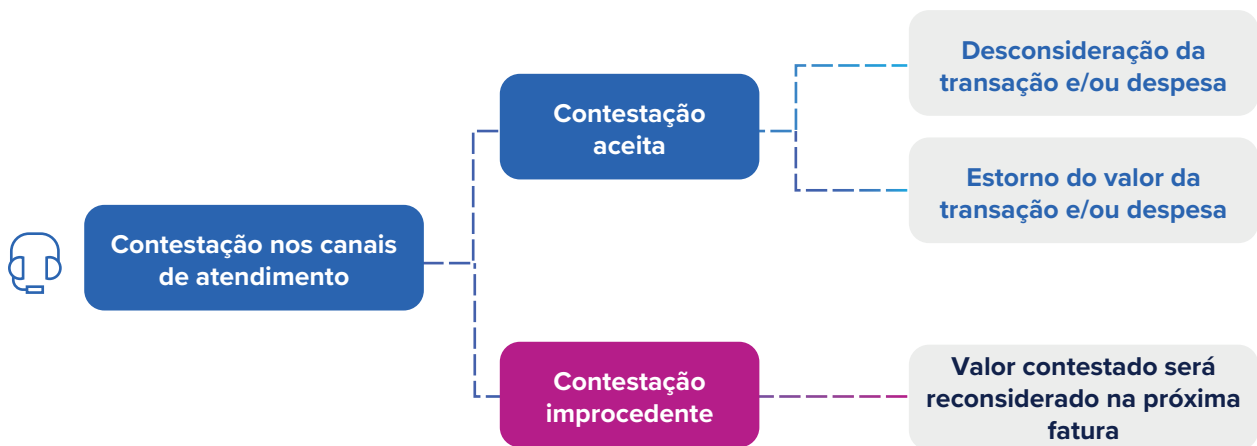 Contestação nos canais
de atendimento
Contestação
aceita
Desconsideração da
transação e/ou despesa
Estorno do valor da
transação e/ou despesa
Contestação
improcedente
Valor contestado será
reconsiderado na próxima
fatura